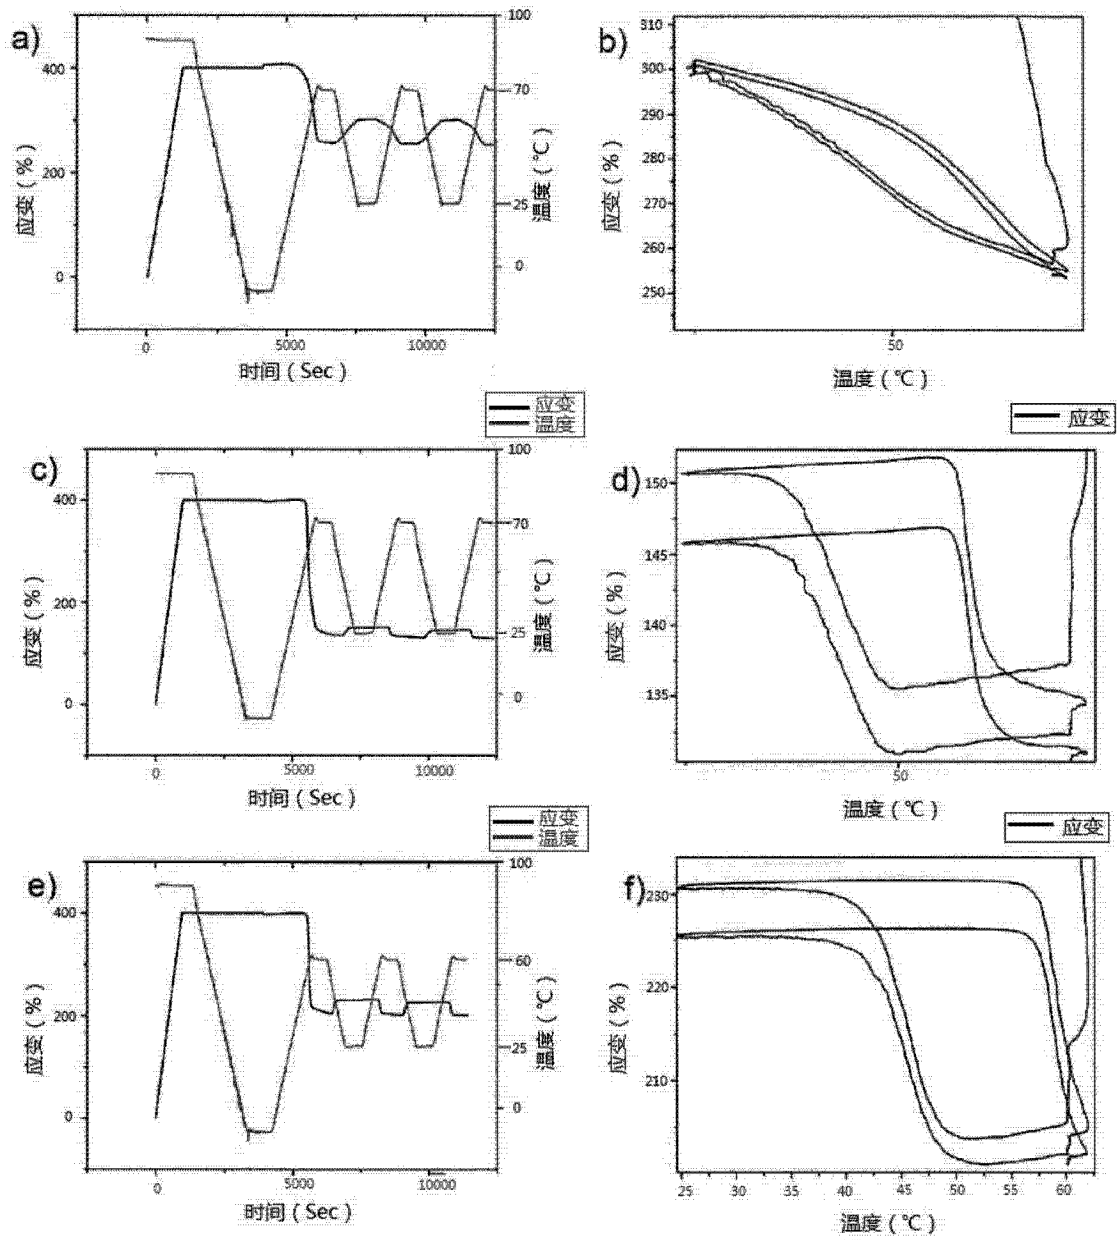 a)
400
200
0
应变（%）
100
70
25
0
温度（℃）
0
5000
10000
时间（Sec）
b)
310
300
290
280
270
260
250
应变（%）
50
温度（℃）
应变
温度
应变
c)
400
200
0
应变（%）
100
70
25
0
温度（℃）
0
5000
10000
时间（Sec）
d)
150
145
140
135
应变（%）
50
温度（℃）
应变
温度
应变
e)
400
200
0
应变（%）
100
60
25
0
温度（℃）
0
5000
10000
时间（Sec）
f)
230
220
210
应变（%）
25 30 35 40 45 50 55 60
温度（℃）